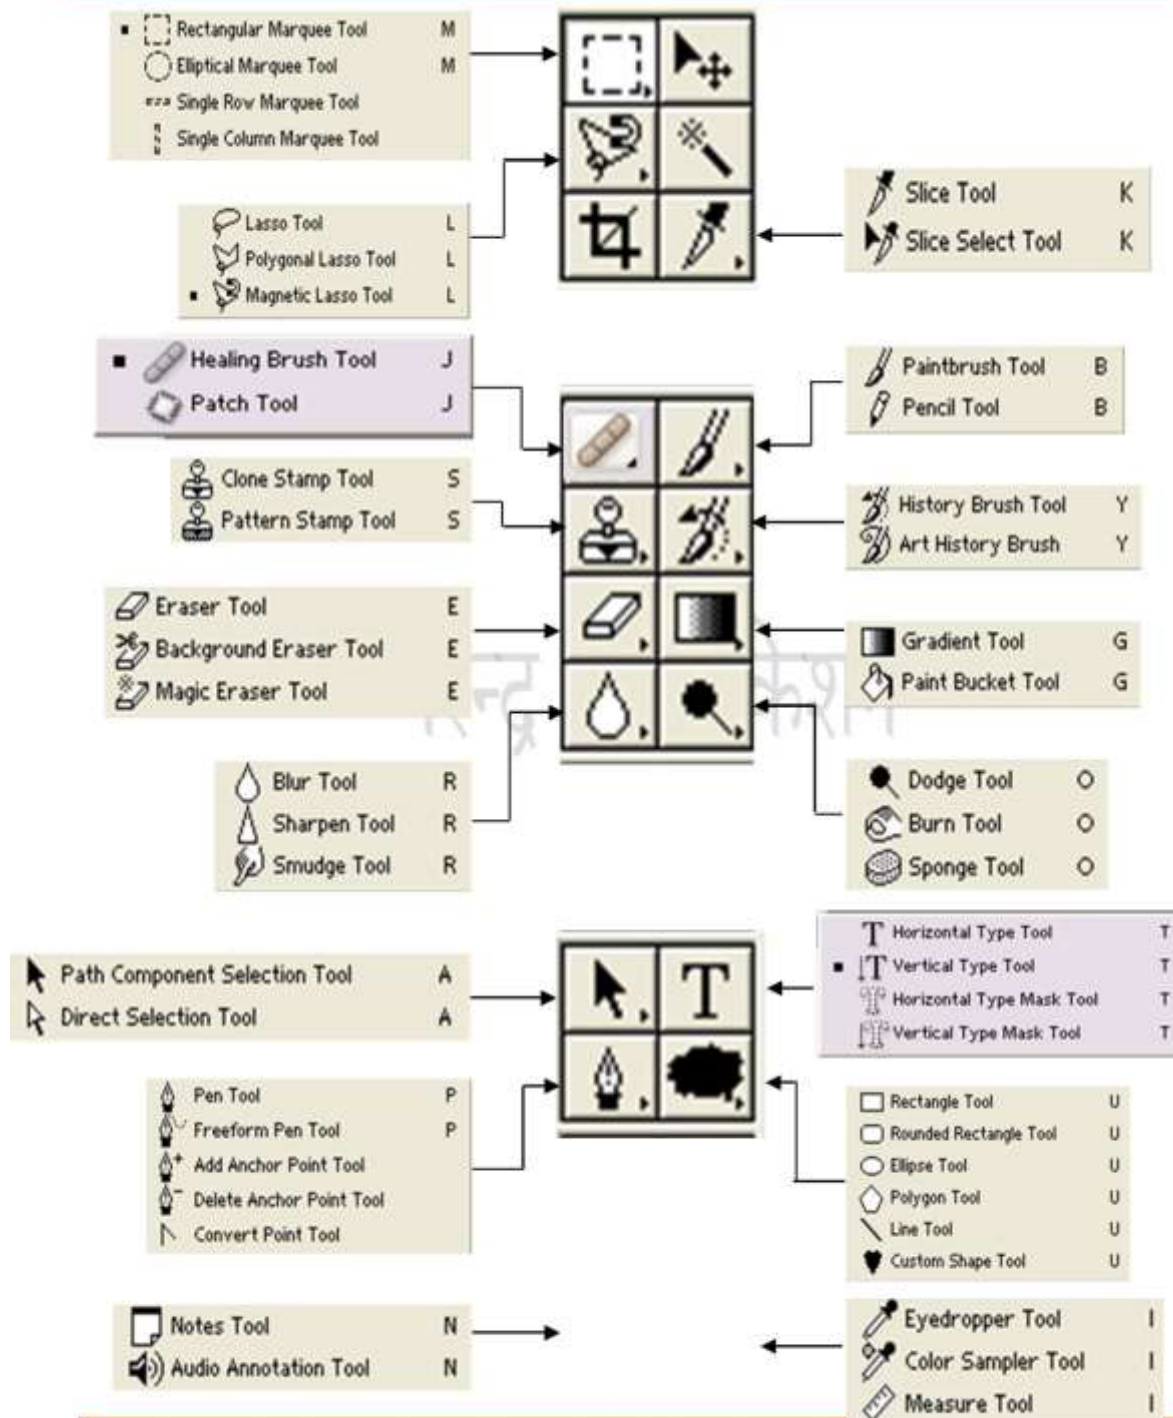 Rectangular Marquee Tool M
Elliptical Marquee Tool M
Single Row Marquee Tool
Single Column Marquee Tool
Lasso Tool L
Polygonal Lasso Tool L
Magnetic Lasso Tool L
Slice Tool K
Slice Select Tool K
Healing Brush Tool J
Patch Tool J
Clone Stamp Tool S
Pattern Stamp Tool S
Eraser Tool E
Background Eraser Tool E
Magic Eraser Tool E
Blur Tool R
Sharpen Tool R
Smudge Tool R
Paintbrush Tool B
Pencil Tool B
History Brush Tool Y
Art History Brush Y
Gradient Tool G
Paint Bucket Tool G
Dodge Tool O
Burn Tool O
Sponge Tool O
Path Component Selection Tool A
Direct Selection Tool A
Pen Tool P
Freeform Pen Tool P
Add Anchor Point Tool
Delete Anchor Point Tool
Convert Point Tool
T
Horizontal Type Tool T
Vertical Type Tool T
Horizontal Type Mask Tool T
Vertical Type Mask Tool T
Rectangle Tool U
Rounded Rectangle Tool U
Ellipse Tool U
Polygon Tool U
Line Tool U
Custom Shape Tool U
Notes Tool N
Audio Annotation Tool N
Eyedropper Tool I
Color Sampler Tool I
Measure Tool I